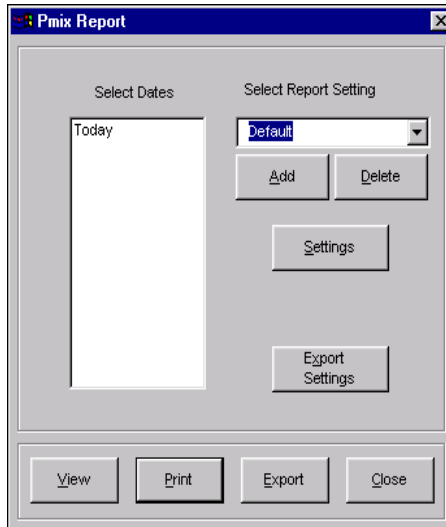 Pmix Report
Select Dates
Select Report Setting
Today
Default
Add
Delete
Settings
Export
Settings
View
Print
Export
Close